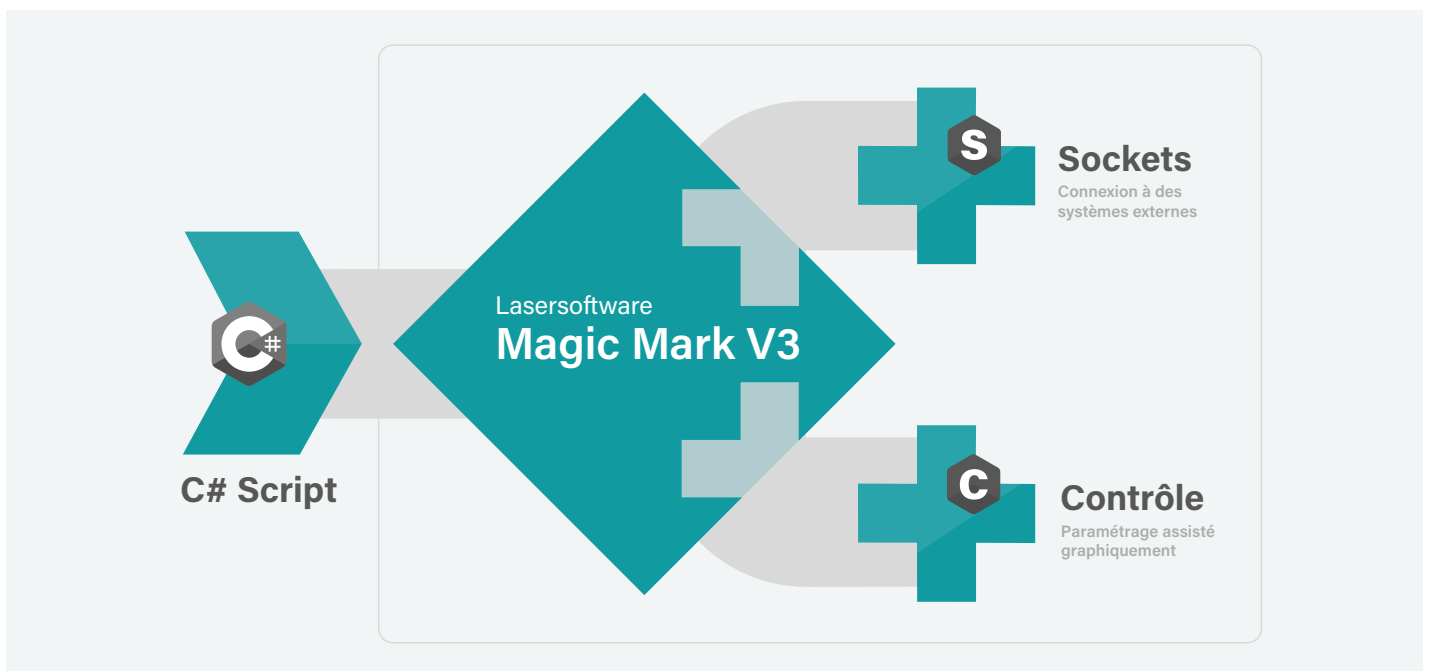 C#
C# Script
Lasersoftware
Magic Mark V3
S
Sockets
Connexion à des
systèmes externes
C
Contrôle
Paramétrage assisté
graphiquement